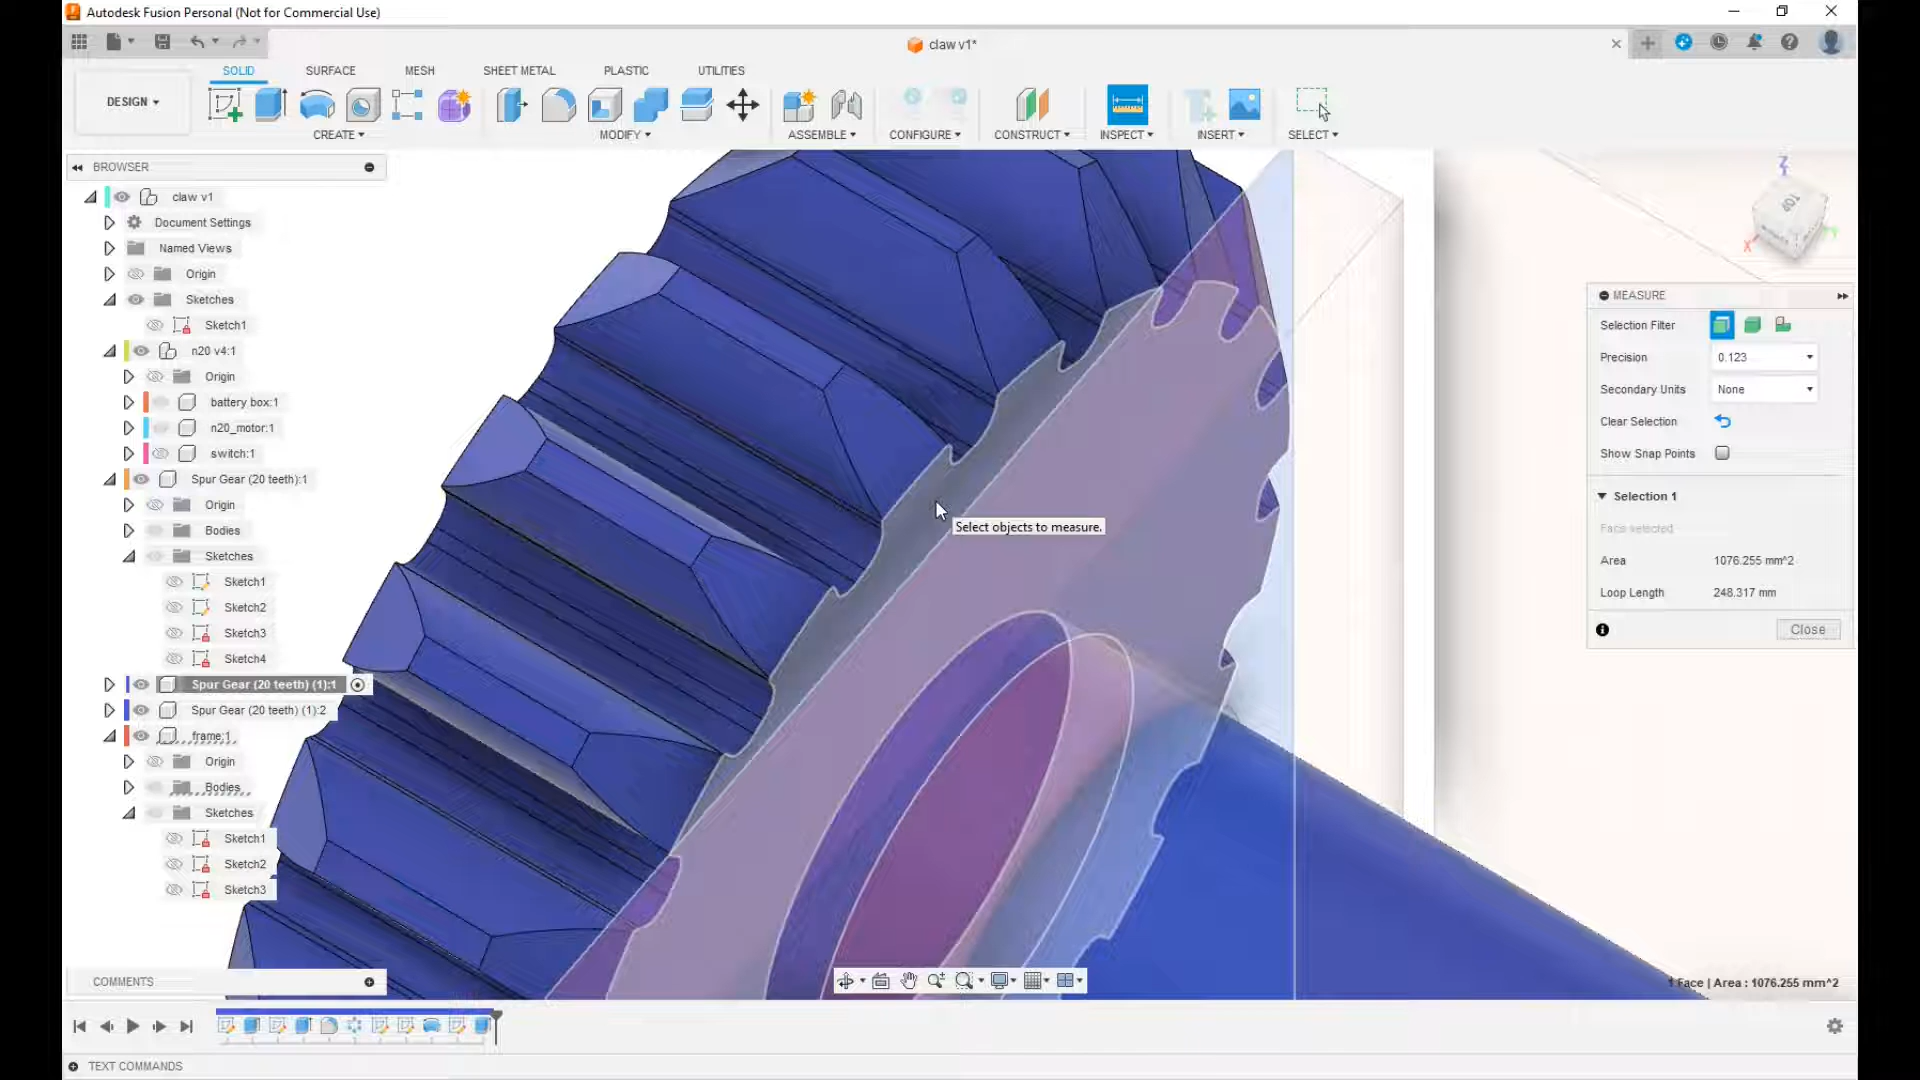 Autodesk Fusion Personal (Not for Commercial Use)
claw v1*
SOLID SURFACE MESH SHEET METAL PLASTIC UTILITIES
DESIGN
CREATE MODIFY ASSEMBLE CONFIGURE CONSTRUCT INSPECT INSERT SELECT
BROWSER
claw v1
Document Settings
Named Views
Origin
Sketches
Sketch1
n20 v4:1
Origin
battery box:1
n20_motor:1
switch:1
Spur Gear (20 teeth):1
Origin
Bodies
Sketches
Sketch1
Sketch2
Sketch3
Sketch4
Spur Gear (20 teeth) (1):1
Spur Gear (20 teeth) (1):2
frame:1
Origin
Bodies
Sketches
Sketch1
Sketch2
Sketch3
Select objects to measure.
Z
X
MEASURE
Selection Filter
Precision 0.123
Secondary Units None
Clear Selection
Show Snap Points
Selection 1
Face selected
Area 1076.255 mm^2
Loop Length 248.317 mm
Close
COMMENTS
1 Face | Area : 1076.255 mm^2
TEXT COMMANDS